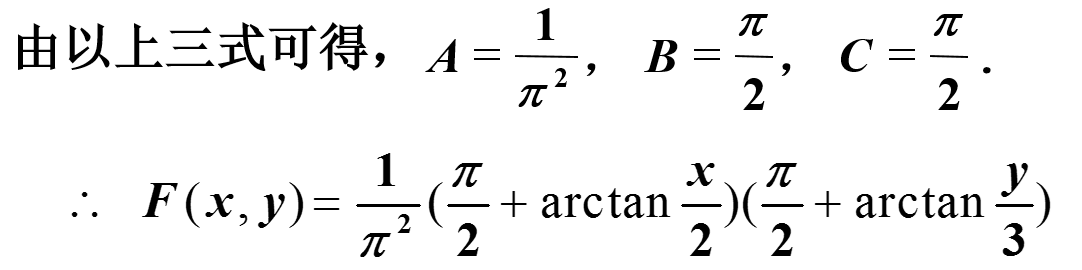 由以上三式可得， A = 1/π², B = π/2, C = π/2 .
∴ F(x, y) = 1/π² (π/2 + arctan x/2)(π/2 + arctan y/3)